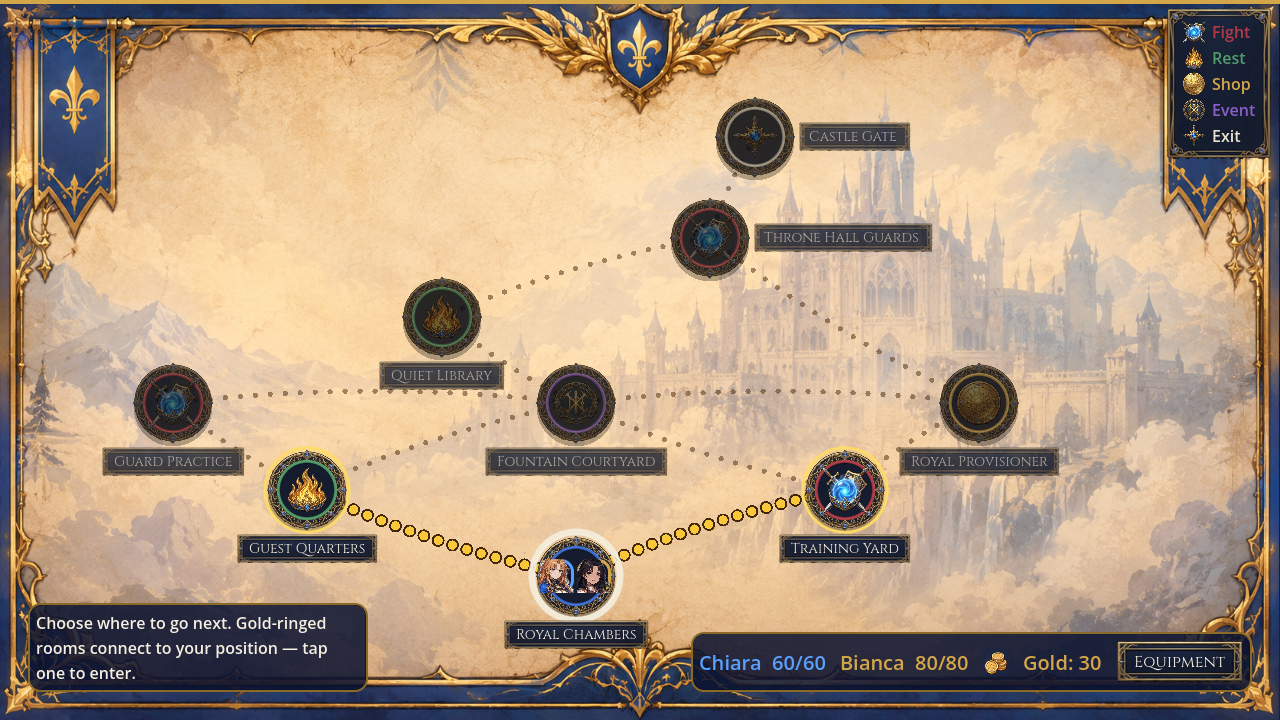 Fight
Rest
Shop
Event
Exit
CASTLE GATE
THRONE HALL GUARDS
QUIET LIBRARY
GUARD PRACTICE
FOUNTAIN COURTYARD
ROYAL PROVISIONER
GUEST QUARTERS
TRAINING YARD
ROYAL CHAMBERS
Choose where to go next. Gold-ringed
rooms connect to your position — tap
one to enter.
Chiara 60/60 Bianca 80/80 Gold: 30 EQUIPMENT